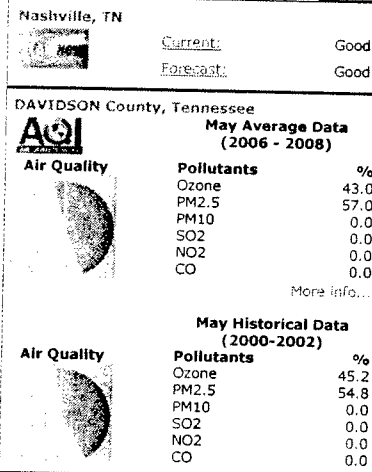 Nashville, TN
Current: Good
Forecast: Good
DAVIDSON County, Tennessee
AQI
May Average Data
(2006 - 2008)
Air Quality
Pollutants %
Ozone 43.0
PM2.5 57.0
PM10 0.0
SO2 0.0
NO2 0.0
CO 0.0
More info...
May Historical Data
(2000-2002)
Air Quality
Pollutants %
Ozone 45.2
PM2.5 54.8
PM10 0.0
SO2 0.0
NO2 0.0
CO 0.0